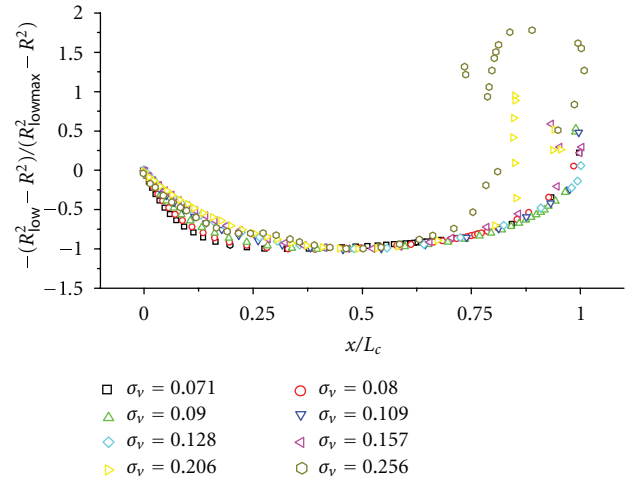 −(R²low − R²)/(R²lowmax − R²)
2
1.5
1
0.5
0
−0.5
−1
−1.5
0 0.25 0.5 0.75 1
x/Lc
σv = 0.071 σv = 0.08
σv = 0.09 σv = 0.109
σv = 0.128 σv = 0.157
σv = 0.206 σv = 0.256